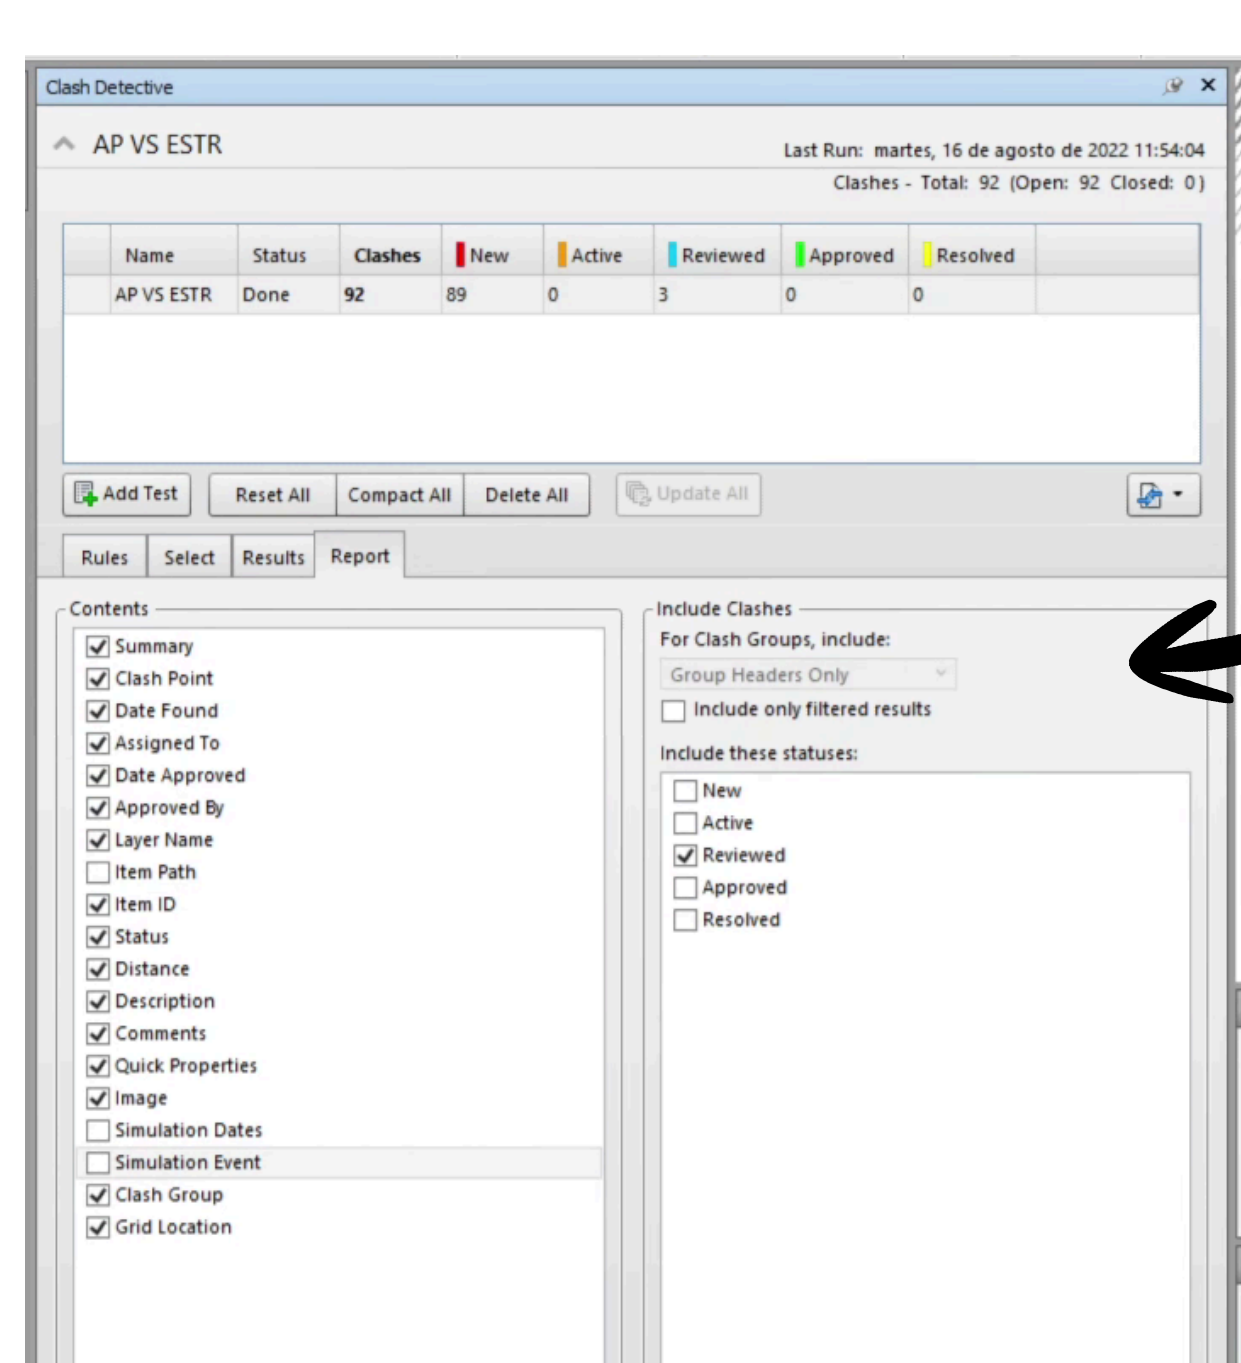 Clash Detective
AP VS ESTR
Last Run: martes, 16 de agosto de 2022 11:54:04
Clashes - Total: 92 (Open: 92 Closed: 0)
Name Status Clashes New Active Reviewed Approved Resolved
AP VS ESTR Done 92 89 0 3 0 0
Add Test Reset All Compact All Delete All Update All
Rules Select Results Report
Contents
Summary
Clash Point
Date Found
Assigned To
Date Approved
Approved By
Layer Name
Item Path
Item ID
Status
Distance
Description
Comments
Quick Properties
Image
Simulation Dates
Simulation Event
Clash Group
Grid Location
Include Clashes
For Clash Groups, include:
Group Headers Only
Include only filtered results
Include these statuses:
New
Active
Reviewed
Approved
Resolved